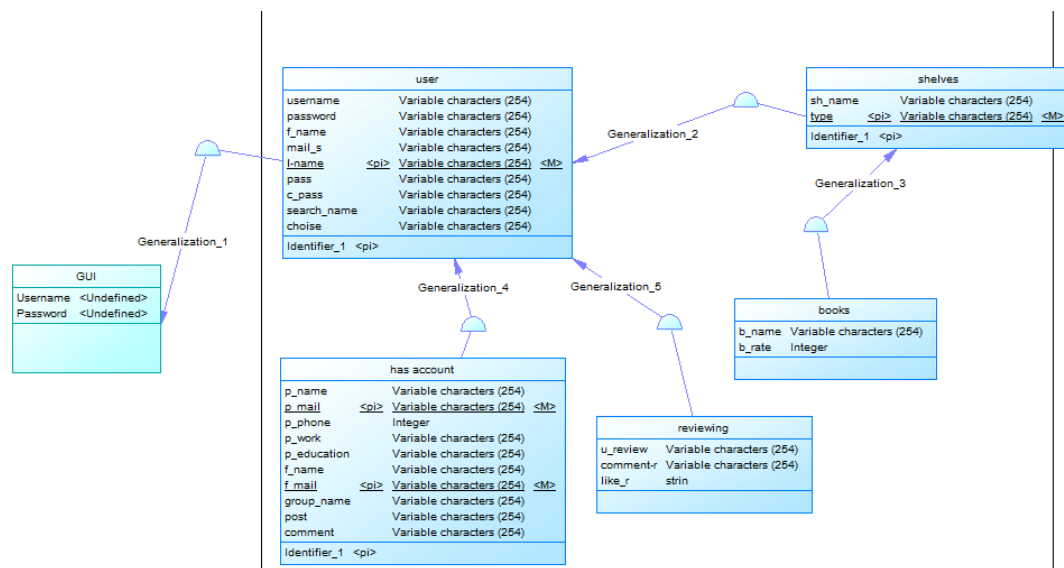 user
username Variable characters (254)
password Variable characters (254)
f_name Variable characters (254)
mail_s Variable characters (254)
l-name <pi> Variable characters (254) <M>
pass Variable characters (254)
c_pass Variable characters (254)
search_name Variable characters (254)
choise Variable characters (254)
Identifier_1 <pi>
shelves
sh_name Variable characters (254)
type <pi> Variable characters (254) <M>
Identifier_1 <pi>
Generalization_2
Generalization_3
Generalization_1
GUI
Username <Undefined>
Password <Undefined>
Generalization_4
Generalization_5
books
b_name Variable characters (254)
b_rate Integer
has account
p_name Variable characters (254)
p_mail <pi> Variable characters (254) <M>
p_phone Integer
p_work Variable characters (254)
p_education Variable characters (254)
f_name Variable characters (254)
f_mail <pi> Variable characters (254) <M>
group_name Variable characters (254)
post Variable characters (254)
comment Variable characters (254)
Identifier_1 <pi>
reviewing
u_review Variable characters (254)
comment-r Variable characters (254)
like_r strin